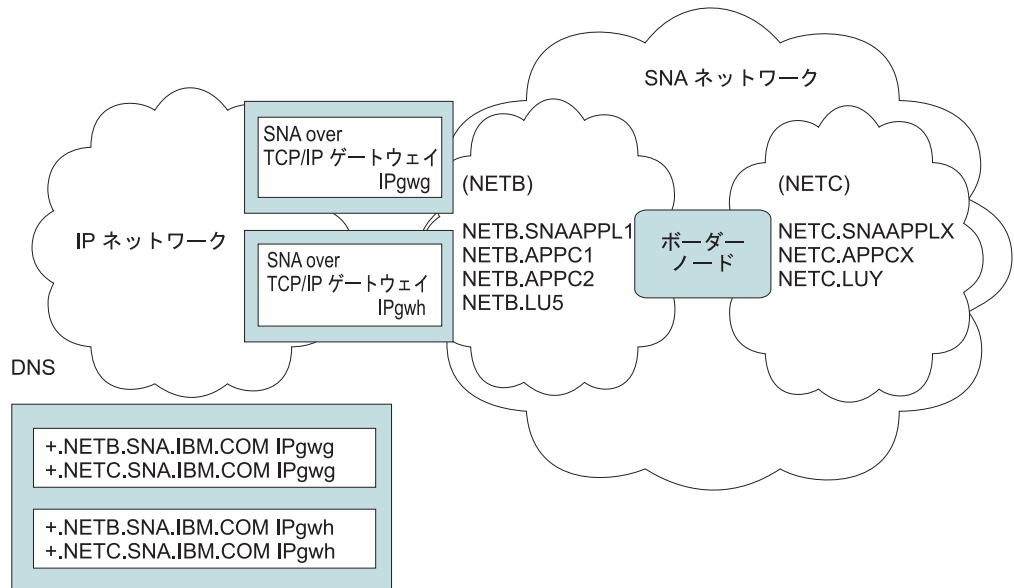 SNA ネットワーク
SNA over
TCP/IP ゲートウェイ
IPgwg
IP ネットワーク
SNA over
TCP/IP ゲートウェイ
IPgwh
(NETB)
NETB.SNAAPPL1
NETB.APPC1
NETB.APPC2
NETB.LU5
ボーダー
ノード
(NETC)
NETC.SNAAPPLX
NETC.APPCX
NETC.LUY
DNS
+.NETB.SNA.IBM.COM IPgwg
+.NETC.SNA.IBM.COM IPgwg
+.NETB.SNA.IBM.COM IPgwh
+.NETC.SNA.IBM.COM IPgwh